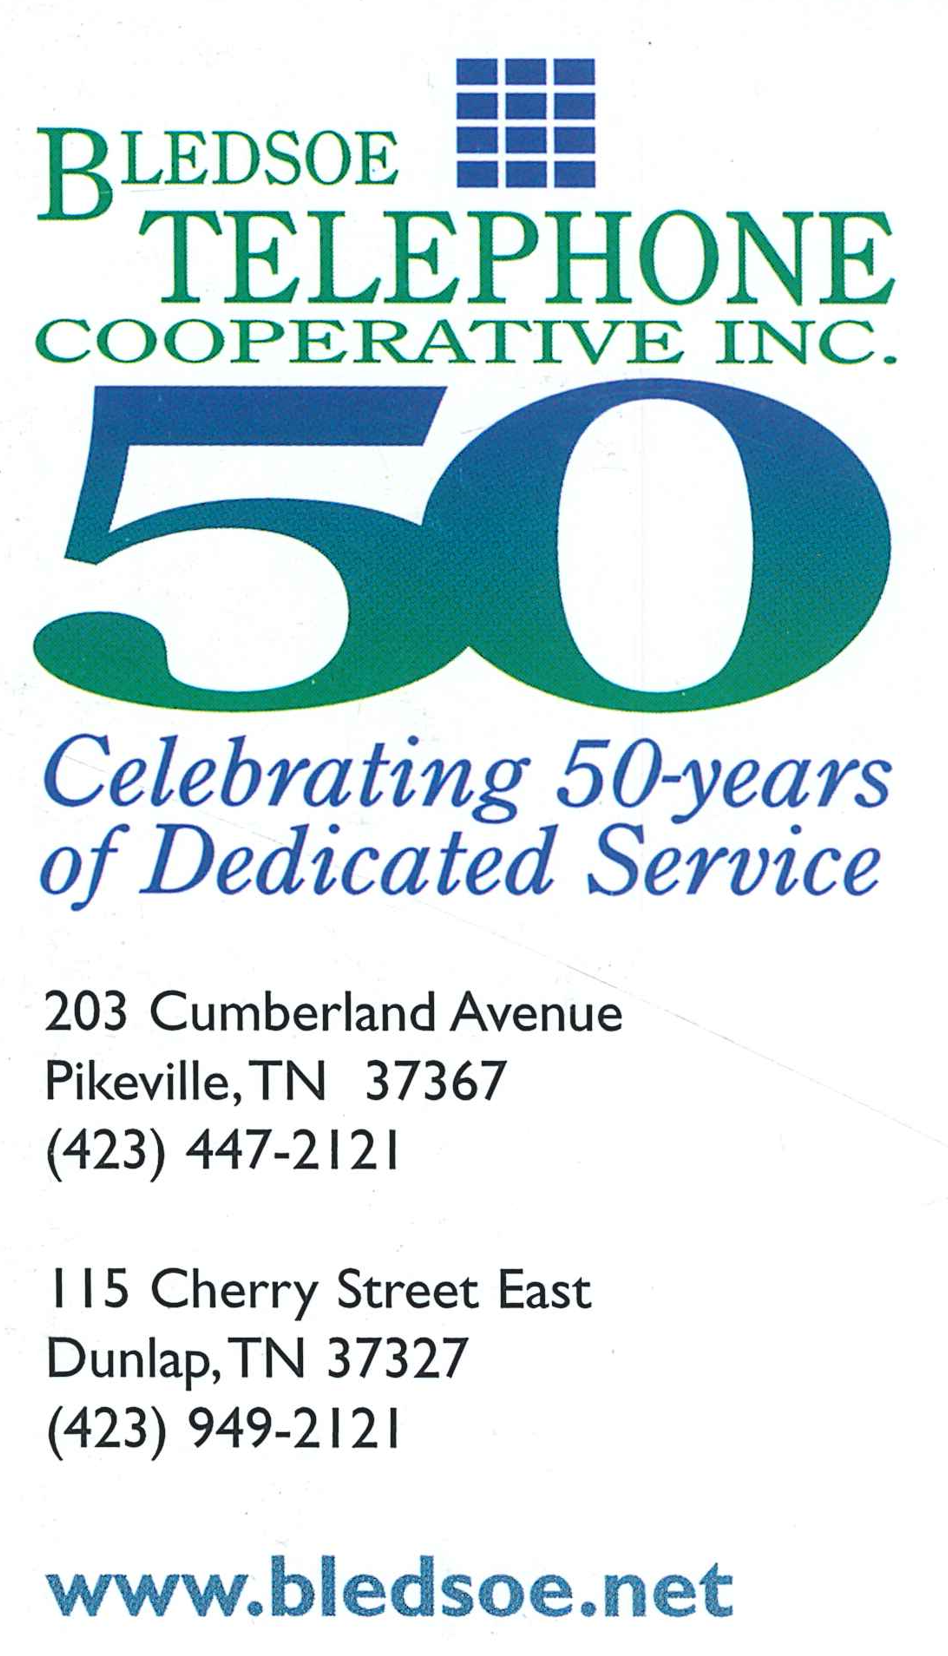 BLEDSOE
TELEPHONE
COOPERATIVE INC.
50
Celebrating 50-years
of Dedicated Service
203 Cumberland Avenue
Pikeville, TN 37367
(423) 447-2121
115 Cherry Street East
Dunlap, TN 37327
(423) 949-2121
www.bledsoe.net